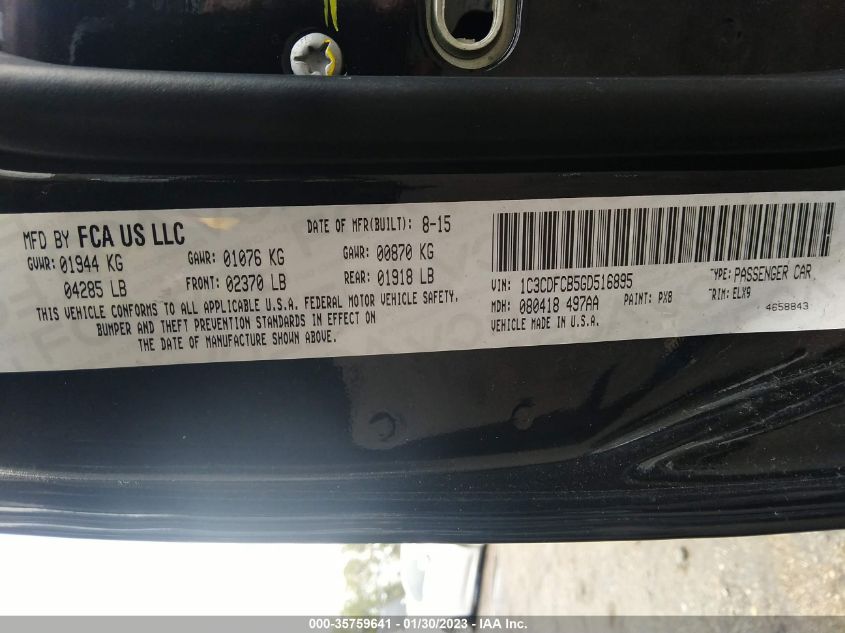 MFD BY FCA US LLC
DATE OF MFR(BUILT): 8-15
GVWR: 01944 KG GAWR: 01076 KG GAWR: 00870 KG
04285 LB FRONT: 02370 LB REAR: 01918 LB
THIS VEHICLE CONFORMS TO ALL APPLICABLE U.S.A. FEDERAL MOTOR VEHICLE SAFETY,
BUMPER AND THEFT PREVENTION STANDARDS IN EFFECT ON
THE DATE OF MANUFACTURE SHOWN ABOVE.
VIN: 1C3CDFCB5GD516895 TYPE: PASSENGER CAR
MDH: 080418 497AA PAINT: PX8 TRIM: ELX9
VEHICLE MADE IN U.S.A. 4658843
000-35759641 - 01/30/2023 - IAA Inc.